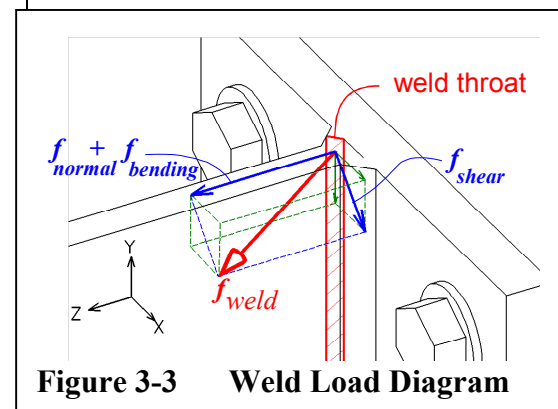 weld throat
f normal + f bending
f shear
Y
Z
X
f weld
Figure 3-3 Weld Load Diagram